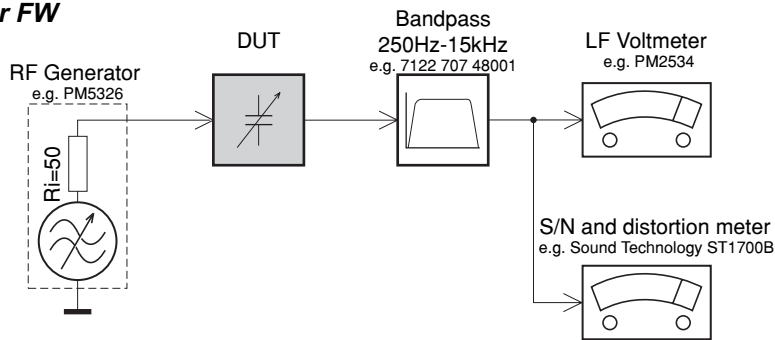 r FW
RF Generator
e.g. PM5326
Ri=50
DUT
Bandpass
250Hz-15kHz
e.g. 7122 707 48001
LF Voltmeter
e.g. PM2534
S/N and distortion meter
e.g. Sound Technology ST1700B